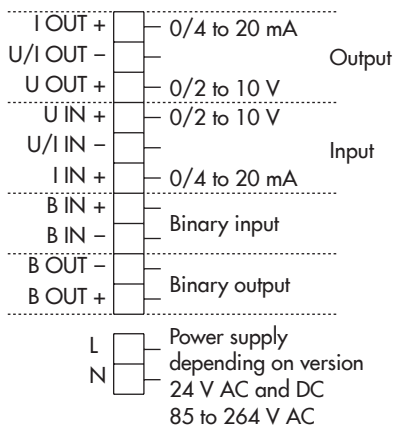 I OUT + 0/4 to 20 mA
U/I OUT – Output
U OUT + 0/2 to 10 V
U IN + 0/2 to 10 V
U/I IN – Input
I IN + 0/4 to 20 mA
B IN + Binary input
B IN –
B OUT – Binary output
B OUT +
L Power supply
depending on version
N 24 V AC and DC
85 to 264 V AC